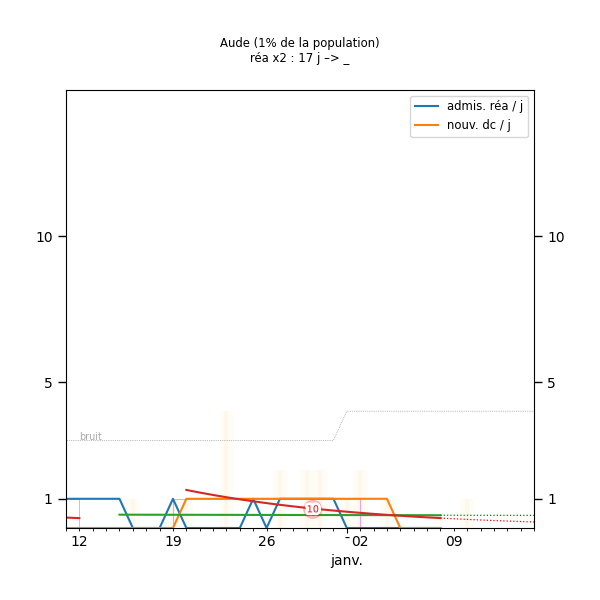 Aude (1% de la population)
réa x2 : 17 j –> _
admis. réa / j
nouv. dc / j
10
10
5
5
bruit
1
1
10
12
19
26
02
09
janv.